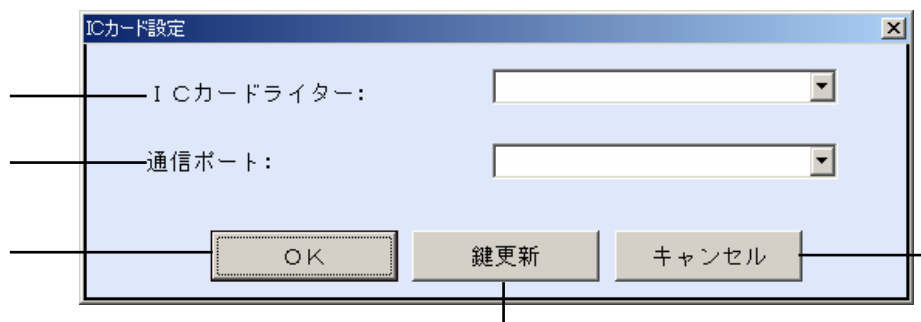 ICカード設定
ＩＣカードライター：
通信ポート：
ＯＫ
鍵更新
キャンセル